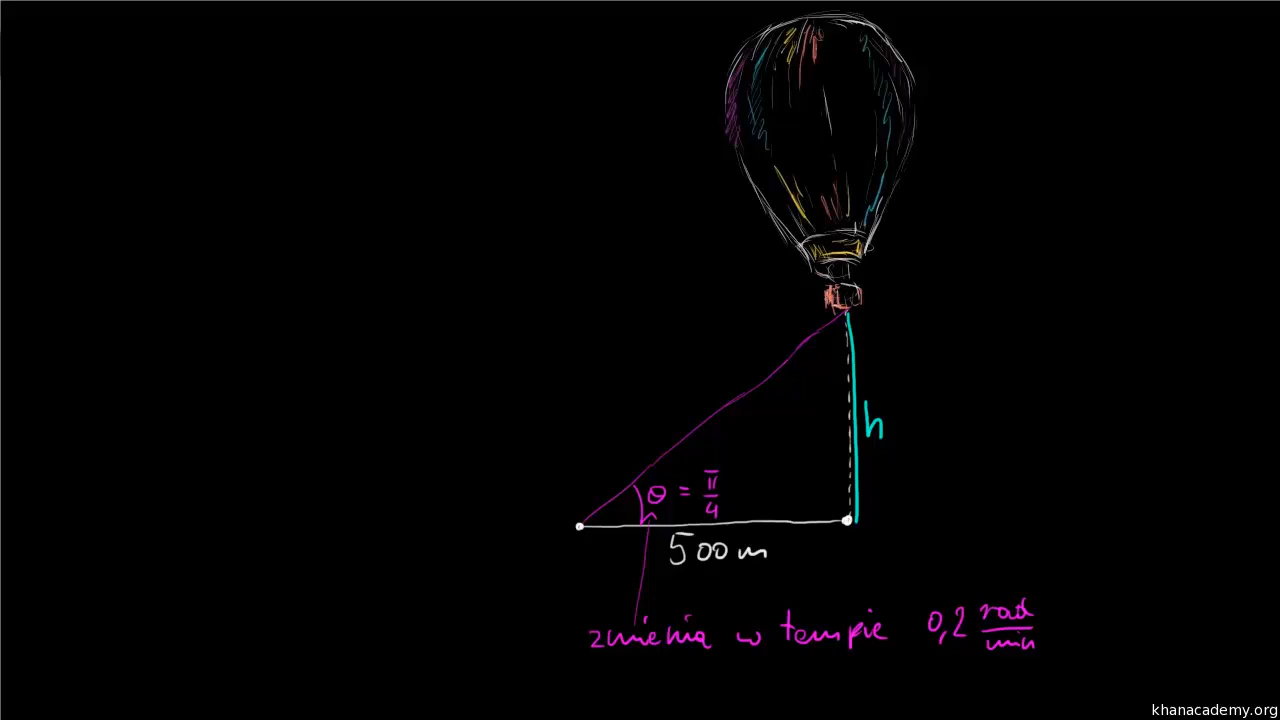 h
θ = π/4
500 m
zmienia w tempie 0,2 rad/min
khanacademy.org